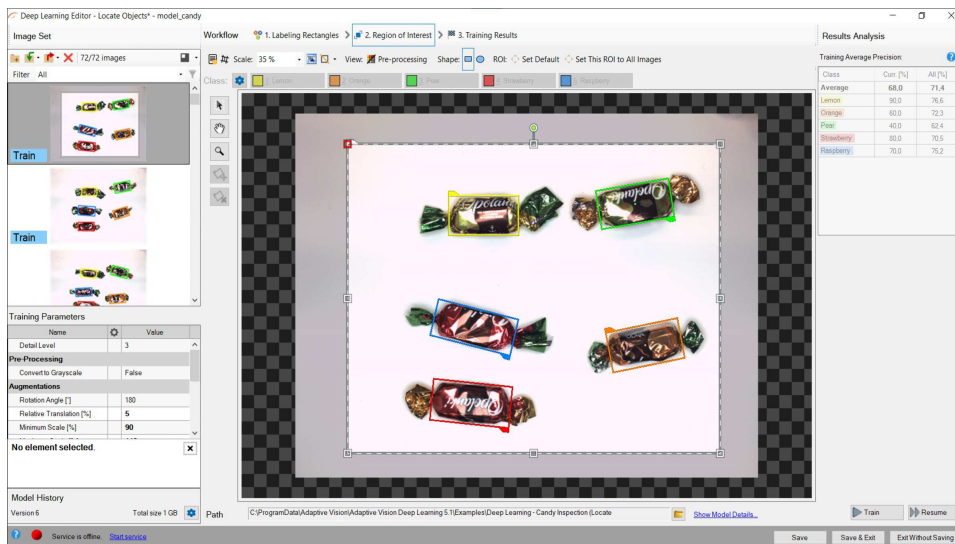 Deep Learning Editor - Locate Objects* - model_candy
Image Set
Workflow
1. Labeling Rectangles
2. Region of Interest
3. Training Results
Results Analysis
72/72 images
Scale: 35 %
View: Pre-processing
Shape:
ROI: Set Default
Set This ROI to All Images
Training Average Precision:
Filter All
Class:
1. Lemon
2. Orange
3. Pear
4. Strawberry
5. Raspberry
Class Curr. [%] All [%]
Average 68,0 71,4
Lemon 90,0 76,6
Orange 60,0 72,3
Pear 40,0 62,4
Strawberry 80,0 70,5
Raspberry 70,0 75,2
Train
Train
Training Parameters
Name Value
Detail Level 3
Pre-Processing
Convert to Grayscale False
Augmentations
Rotation Angle [°] 180
Relative Translation [%] 5
Minimum Scale [%] 90
No element selected.
Model History
Version 6 Total size 1 GB
Path
C:\ProgramData\Adaptive Vision\Adaptive Vision Deep Learning 5.1\Examples\Deep Learning - Candy Inspection (Locate
Show Model Details...
Train
Resume
Service is offline. Start service
Save
Save & Exit
Exit Without Saving